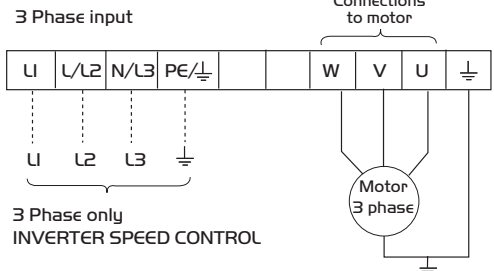 Connections
to motor
3 Phase input
L1 L/L2 N/L3 PE/⏚ W V U ⏚
L1 L2 L3 ⏚
Motor
3 phase
3 Phase only
INVERTER SPEED CONTROL